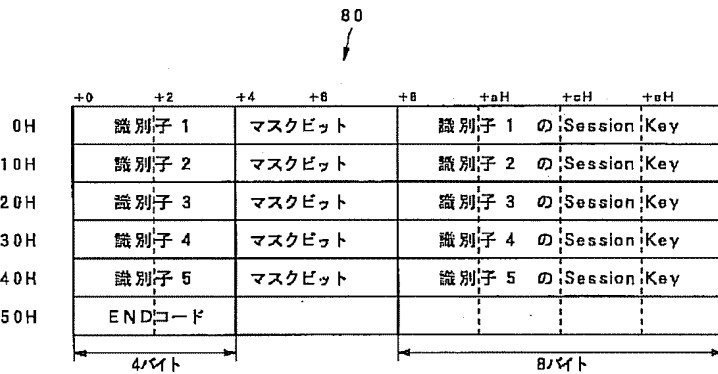 80
+0 +2 +4 +6 +8 +aH +cH +eH
0H 識別子 1 マスクビット 識別子 1 の Session Key
10H 識別子 2 マスクビット 識別子 2 の Session Key
20H 識別子 3 マスクビット 識別子 3 の Session Key
30H 識別子 4 マスクビット 識別子 4 の Session Key
40H 識別子 5 マスクビット 識別子 5 の Session Key
50H ENDコード
4バイト 8バイト